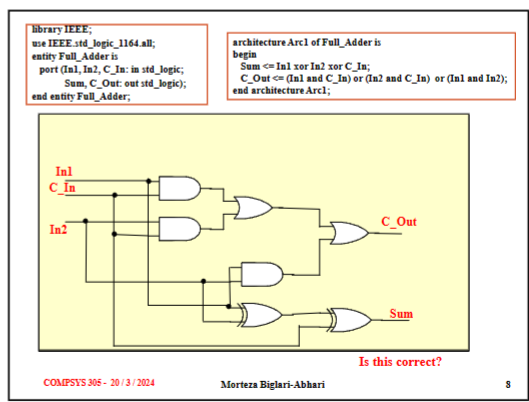 library IEEE;
use IEEE.std_logic_1164.all;
entity Full_Adder is
port (In1, In2, C_In: in std_logic;
Sum, C_Out: out std_logic);
end entity Full_Adder;
architecture Arc1 of Full_Adder is
begin
Sum <= In1 xor In2 xor C_In;
C_Out <= (In1 and C_In) or (In2 and C_In) or (In1 and In2);
end architecture Arc1;
In1
C_In
In2
C_Out
Sum
Is this correct?
COMPSYS 305 - 20 / 3 / 2024
Morteza Biglari-Abhari
8